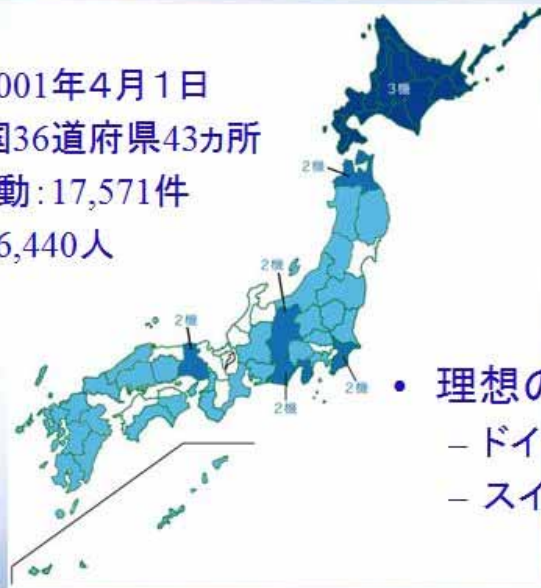 001年4月1日
国36道府県43ヵ所
動：17,571件
6,440人
3機
2機
2機
2機
2機
2機
• 理想の
– ドイ
– スイ